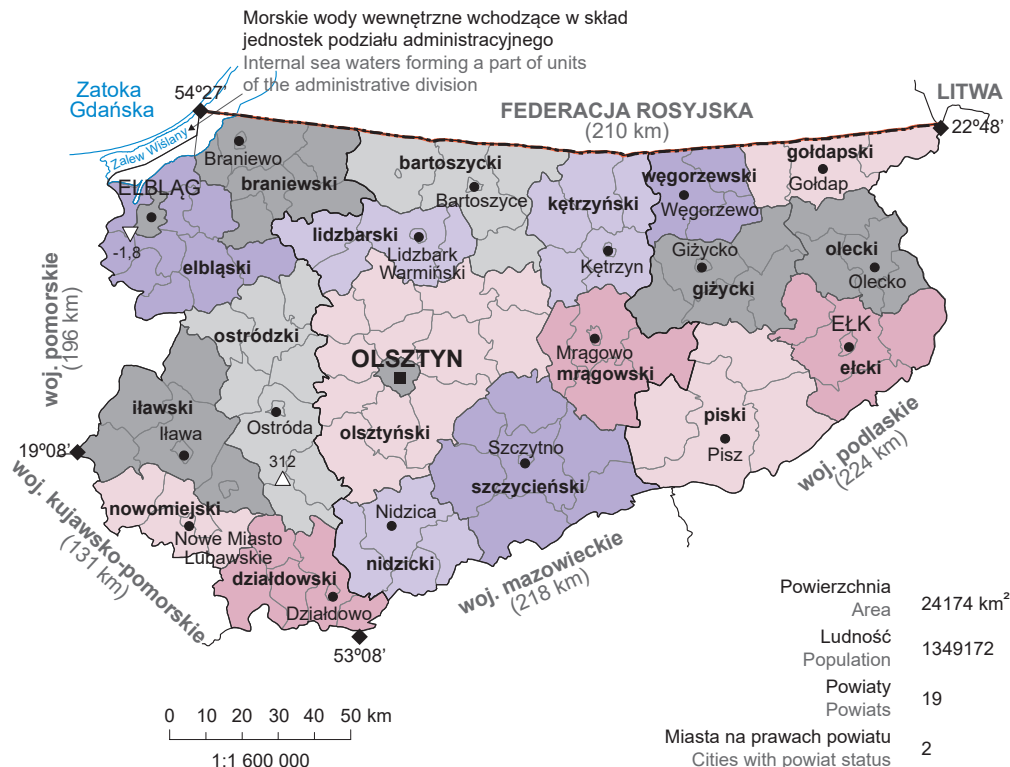 Morskie wody wewnętrzne wchodzące w skład
jednostek podziału administracyjnego
Internal sea waters forming a part of units
of the administrative division
Zatoka
Gdańska
54º27'
LITWA
FEDERACJA ROSYJSKA
(210 km)
22º48'
Zalew Wiślany
Braniewo
braniewski
bartoszycki
Bartoszyce
gołdapski
Gołdap
węgorzewski
Węgorzewo
kętrzyński
Kętrzyn
ELBLĄG
-1,8
elbląski
lidzbarski
Lidzbark
Warmiński
Giżycko
giżycki
olecki
Olecko
woj. pomorskie
(196 km)
ostródzki
Ostróda
312
OLSZTYN
olsztyński
Mrągowo
mrągowski
EŁK
ełcki
iławski
Iława
19º08'
piski
Pisz
Szczytno
szczycieński
woj. podlaskie
(224 km)
nowomiejski
Nowe Miasto
Lubawskie
Nidzica
nidzicki
działdowski
Działdowo
woj. kujawsko-pomorskie
(131 km)
woj. mazowieckie
(218 km)
53º08'
Powierzchnia
Area
24174 km²
Ludność
Population
1349172
Powiaty
Powiats
19
Miasta na prawach powiatu
Cities with powiat status
2
0 10 20 30 40 50 km
1:1 600 000